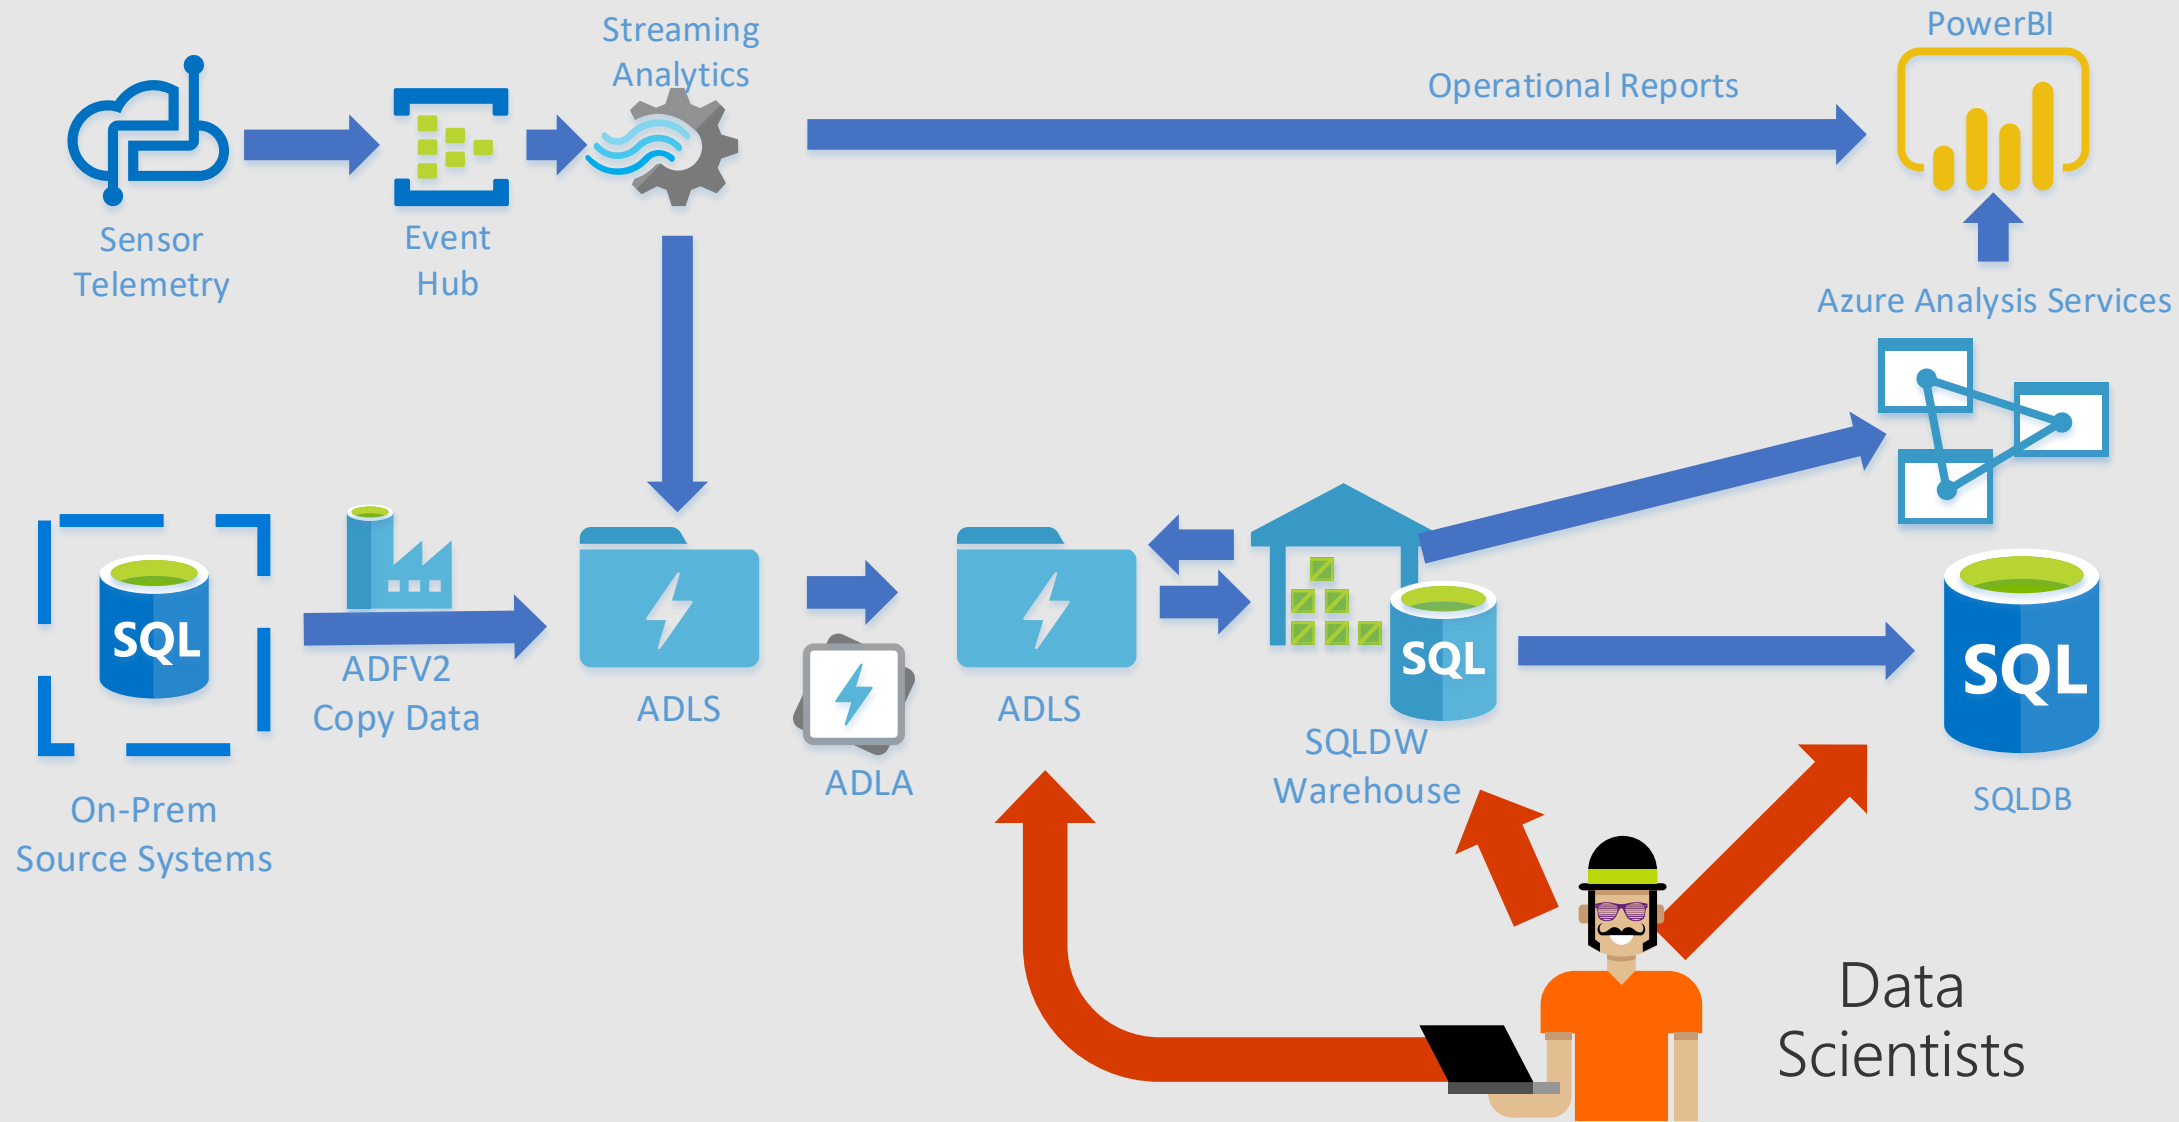 Streaming
Analytics
PowerBI
Operational Reports
Sensor
Telemetry
Event
Hub
Azure Analysis Services
SQL
ADFV2
Copy Data
ADLS
ADLA
ADLS
SQL
SQLDW
Warehouse
SQL
SQLDB
On-Prem
Source Systems
Data
Scientists